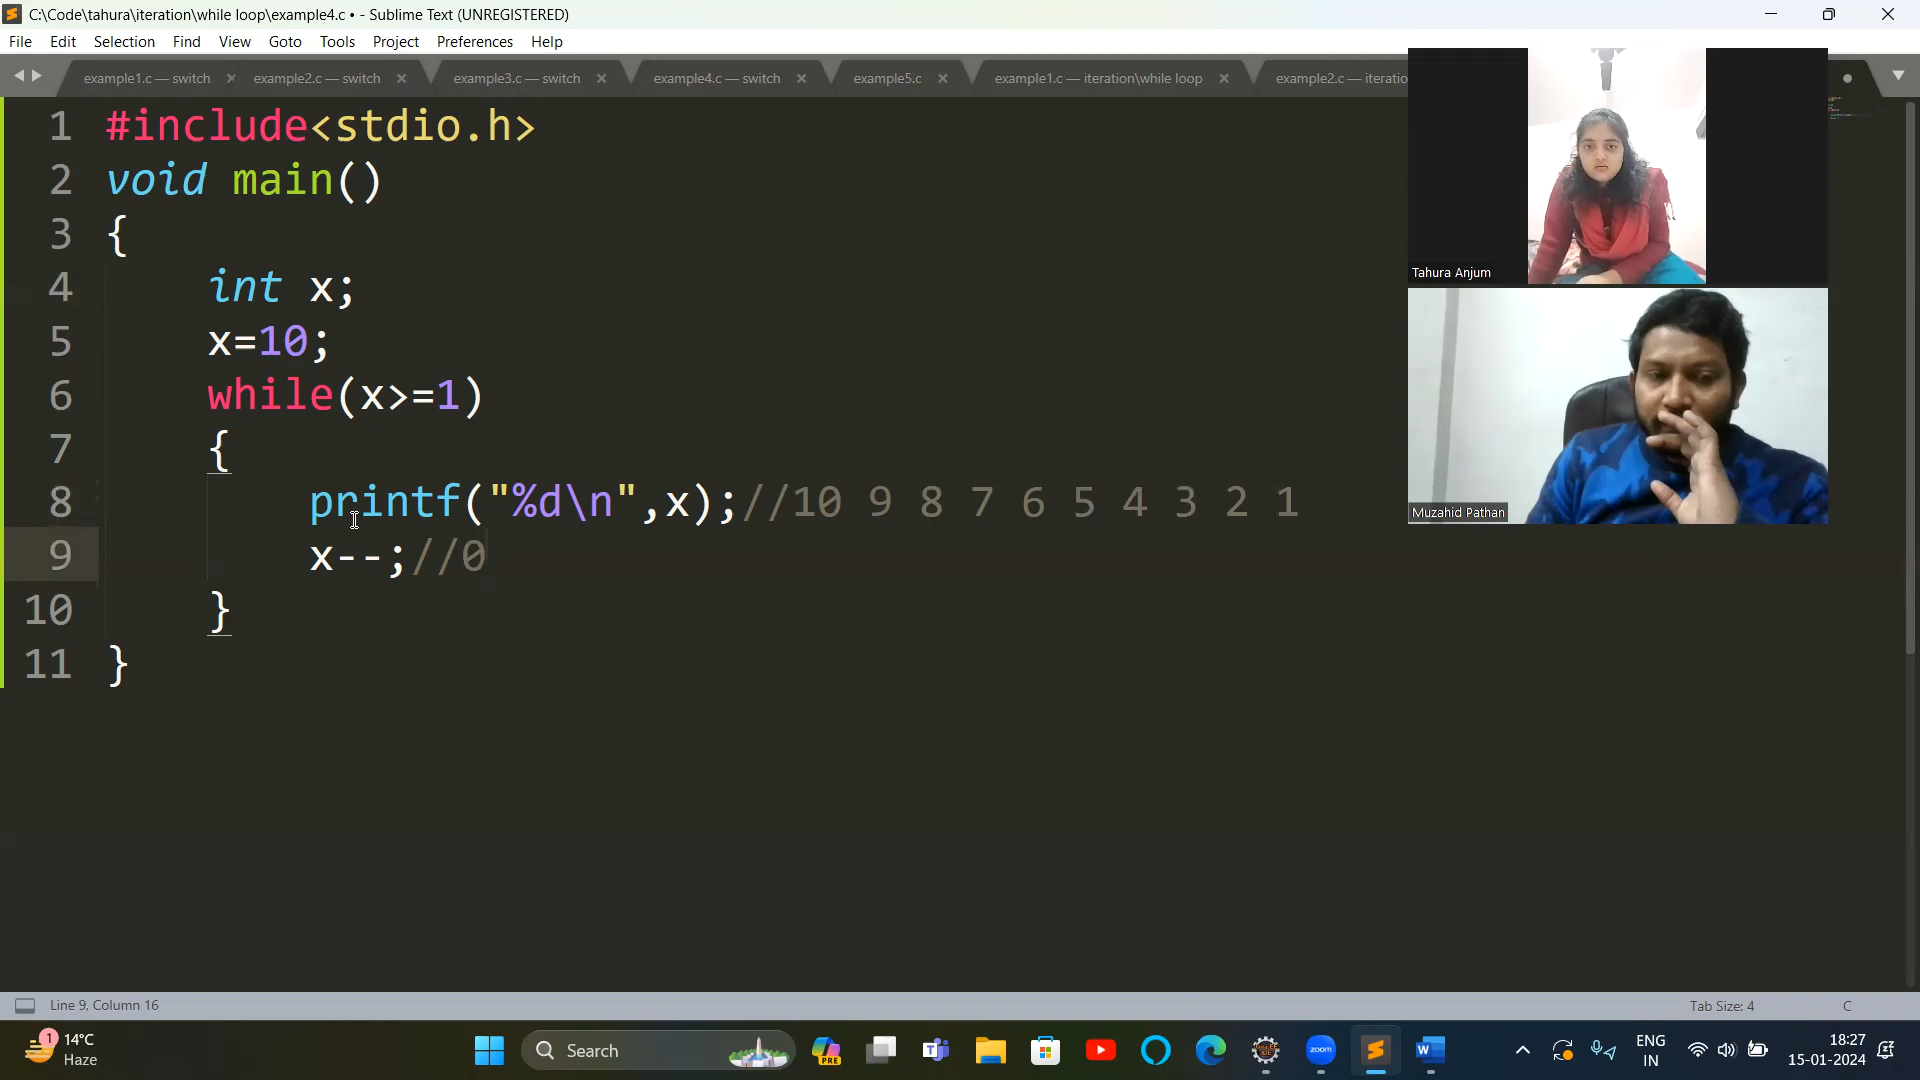 C:\Code\tahura\iteration\while loop\example4.c • - Sublime Text (UNREGISTERED)
File Edit Selection Find View Goto Tools Project Preferences Help
example1.c — switch example2.c — switch example3.c — switch example4.c — switch example5.c example1.c — iteration\while loop example2.c — iteratio
1 #include<stdio.h>
2 void main()
3 {
4 int x;
5 x=10;
6 while(x>=1)
7 {
8 printf("%d\n",x);//10 9 8 7 6 5 4 3 2 1
9 x--;//0
10 }
11 }
Tahura Anjum
Muzahid Pathan
Line 9, Column 16
Tab Size: 4
C
1
14°C
Haze
Search
PRE
zoom
ENG
IN
18:27
15-01-2024